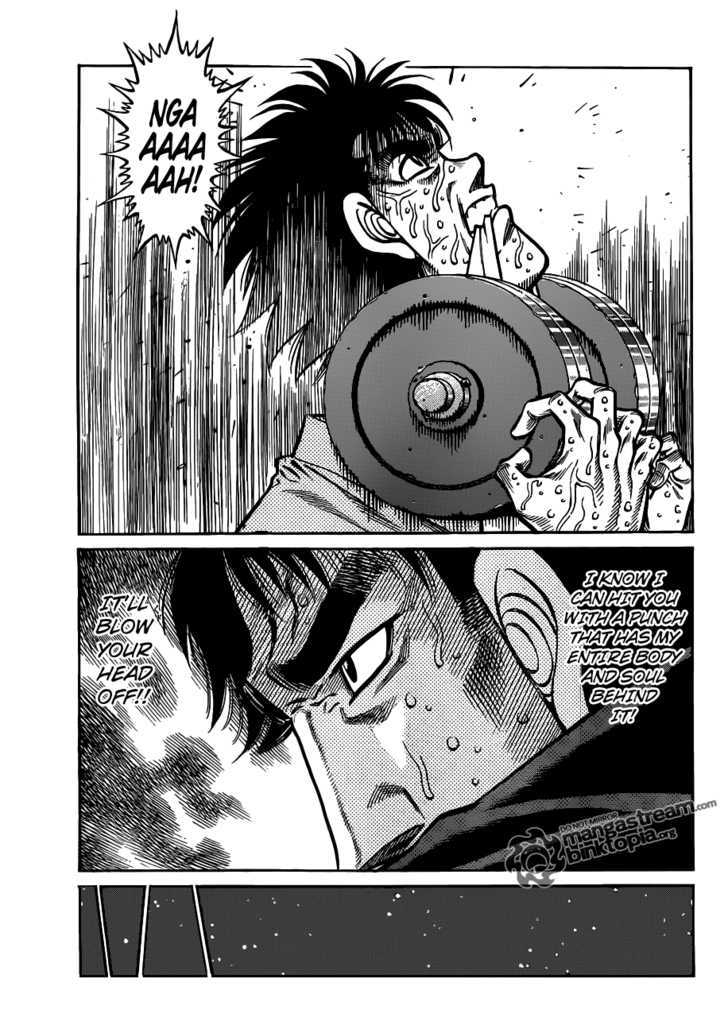 NGA
AAAA
AAH!
I KNOW I
CAN HIT YOU
WITH A PUNCH
THAT HAS MY
ENTIRE BODY
AND SOUL
BEHIND
IT!
IT'LL
BLOW
YOUR
HEAD
OFF!!
DO NOT MIRROR
mangastream.com
binktopia.org